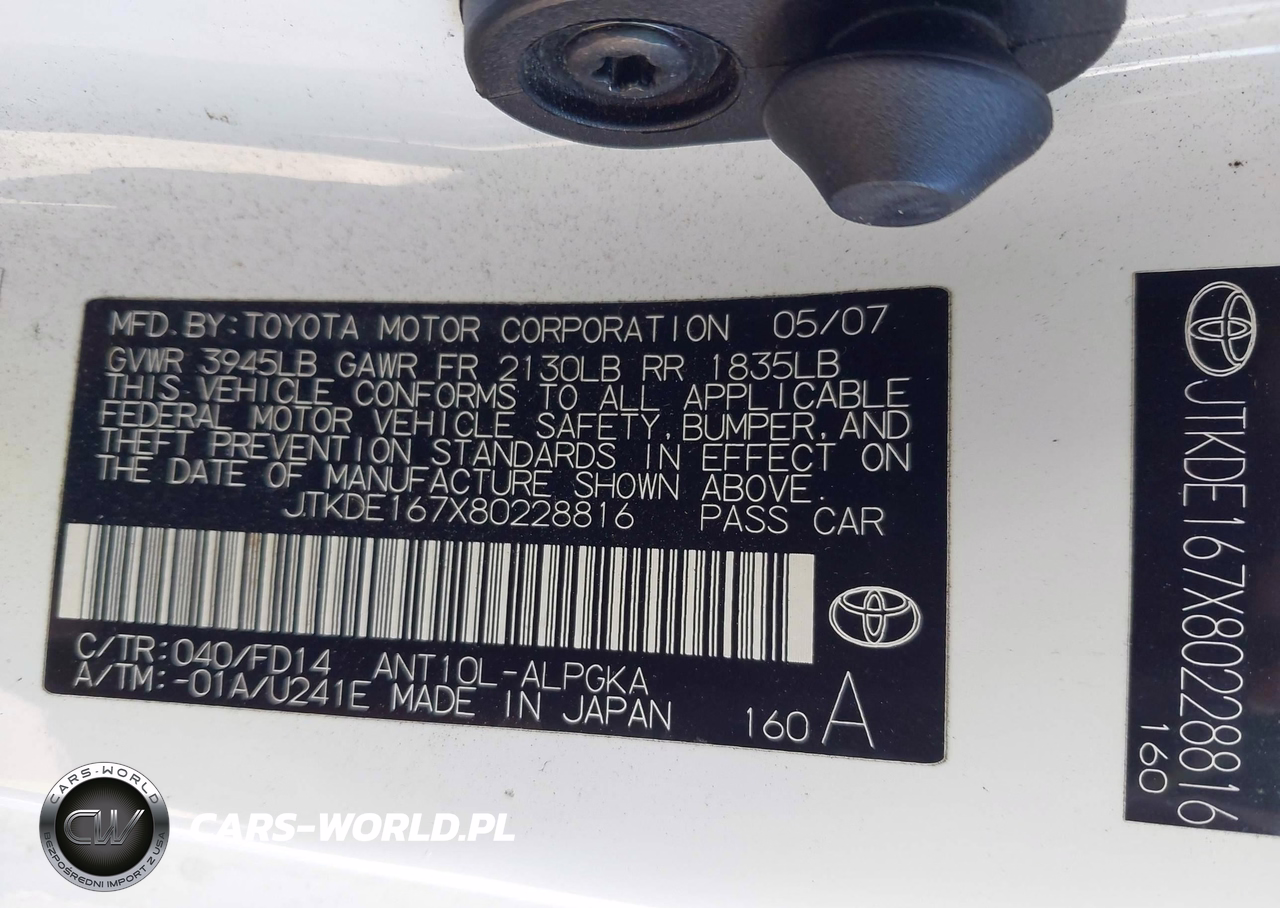 MFD.BY:TOYOTA MOTOR CORPORATION 05/07
GVWR 3945LB GAWR FR 2130LB RR 1835LB
THIS VEHICLE CONFORMS TO ALL APPLICABLE
FEDERAL MOTOR VEHICLE SAFETY,BUMPER,AND
THEFT PREVENTION STANDARDS IN EFFECT ON
THE DATE OF MANUFACTURE SHOWN ABOVE.
JTKDE167X80228816 PASS CAR
C/TR:040/FD14 ANT10L-ALPGKA
A/TM:-01A/U241E MADE IN JAPAN
160 A
JTKDE167X80228816
160
CARS-WORLD
CW
BEZPOŚREDNI IMPORT Z USA
CARS-WORLD.PL